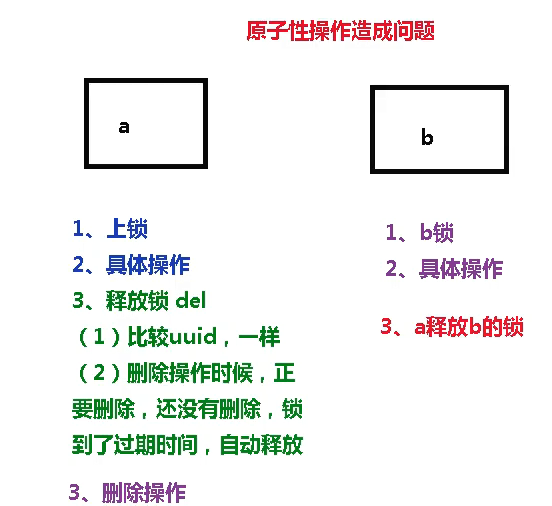 原子性操作造成问题
a
b
1、上锁
2、具体操作
3、释放锁 del
（1）比较uuid，一样
（2）删除操作时候，正
要删除，还没有删除，锁
到了过期时间，自动释放
3、删除操作
1、b锁
2、具体操作
3、a释放b的锁